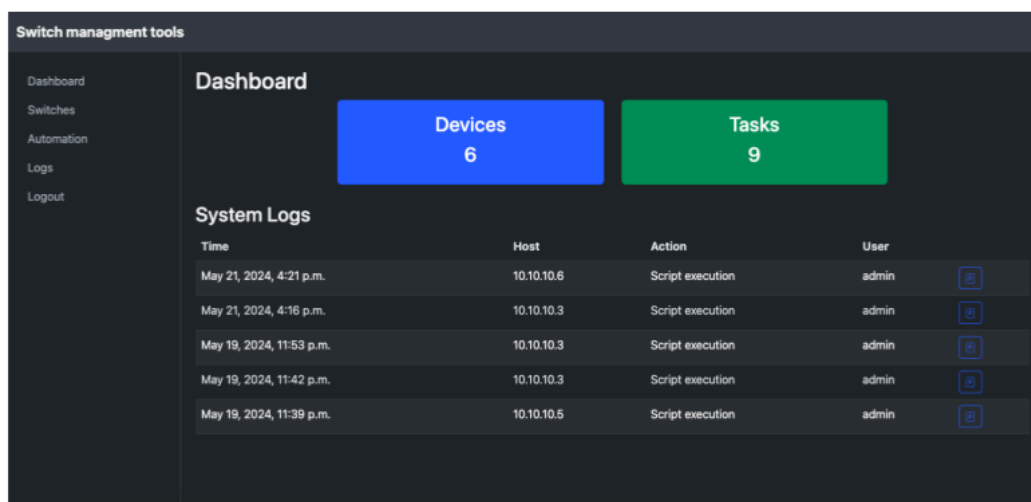 Switch managment tools
Dashboard
Switches
Automation
Logs
Logout
Dashboard
Devices
6
Tasks
9
System Logs
Time Host Action User
May 21, 2024, 4:21 p.m. 10.10.10.6 Script execution admin
May 21, 2024, 4:16 p.m. 10.10.10.3 Script execution admin
May 19, 2024, 11:53 p.m. 10.10.10.3 Script execution admin
May 19, 2024, 11:42 p.m. 10.10.10.3 Script execution admin
May 19, 2024, 11:39 p.m. 10.10.10.5 Script execution admin